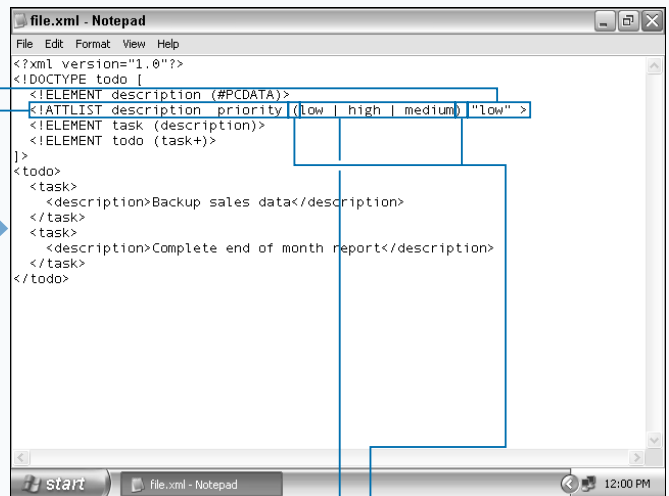 file.xml - Notepad
File Edit Format View Help
<?xml version="1.0"?>
<!DOCTYPE todo [
  <!ELEMENT description (#PCDATA)>
  <!ATTLIST description  priority (low | high | medium) "low" >
  <!ELEMENT task (description)>
  <!ELEMENT todo (task+)>
]>
<todo>
  <task>
    <description>Backup sales data</description>
  </task>
  <task>
    <description>Complete end of month report</description>
  </task>
</todo>
start file.xml - Notepad 12:00 PM